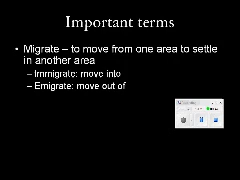 Important terms
• Migrate – to move from one area to settle
in another area
– Immigrate: move into
– Emigrate: move out of